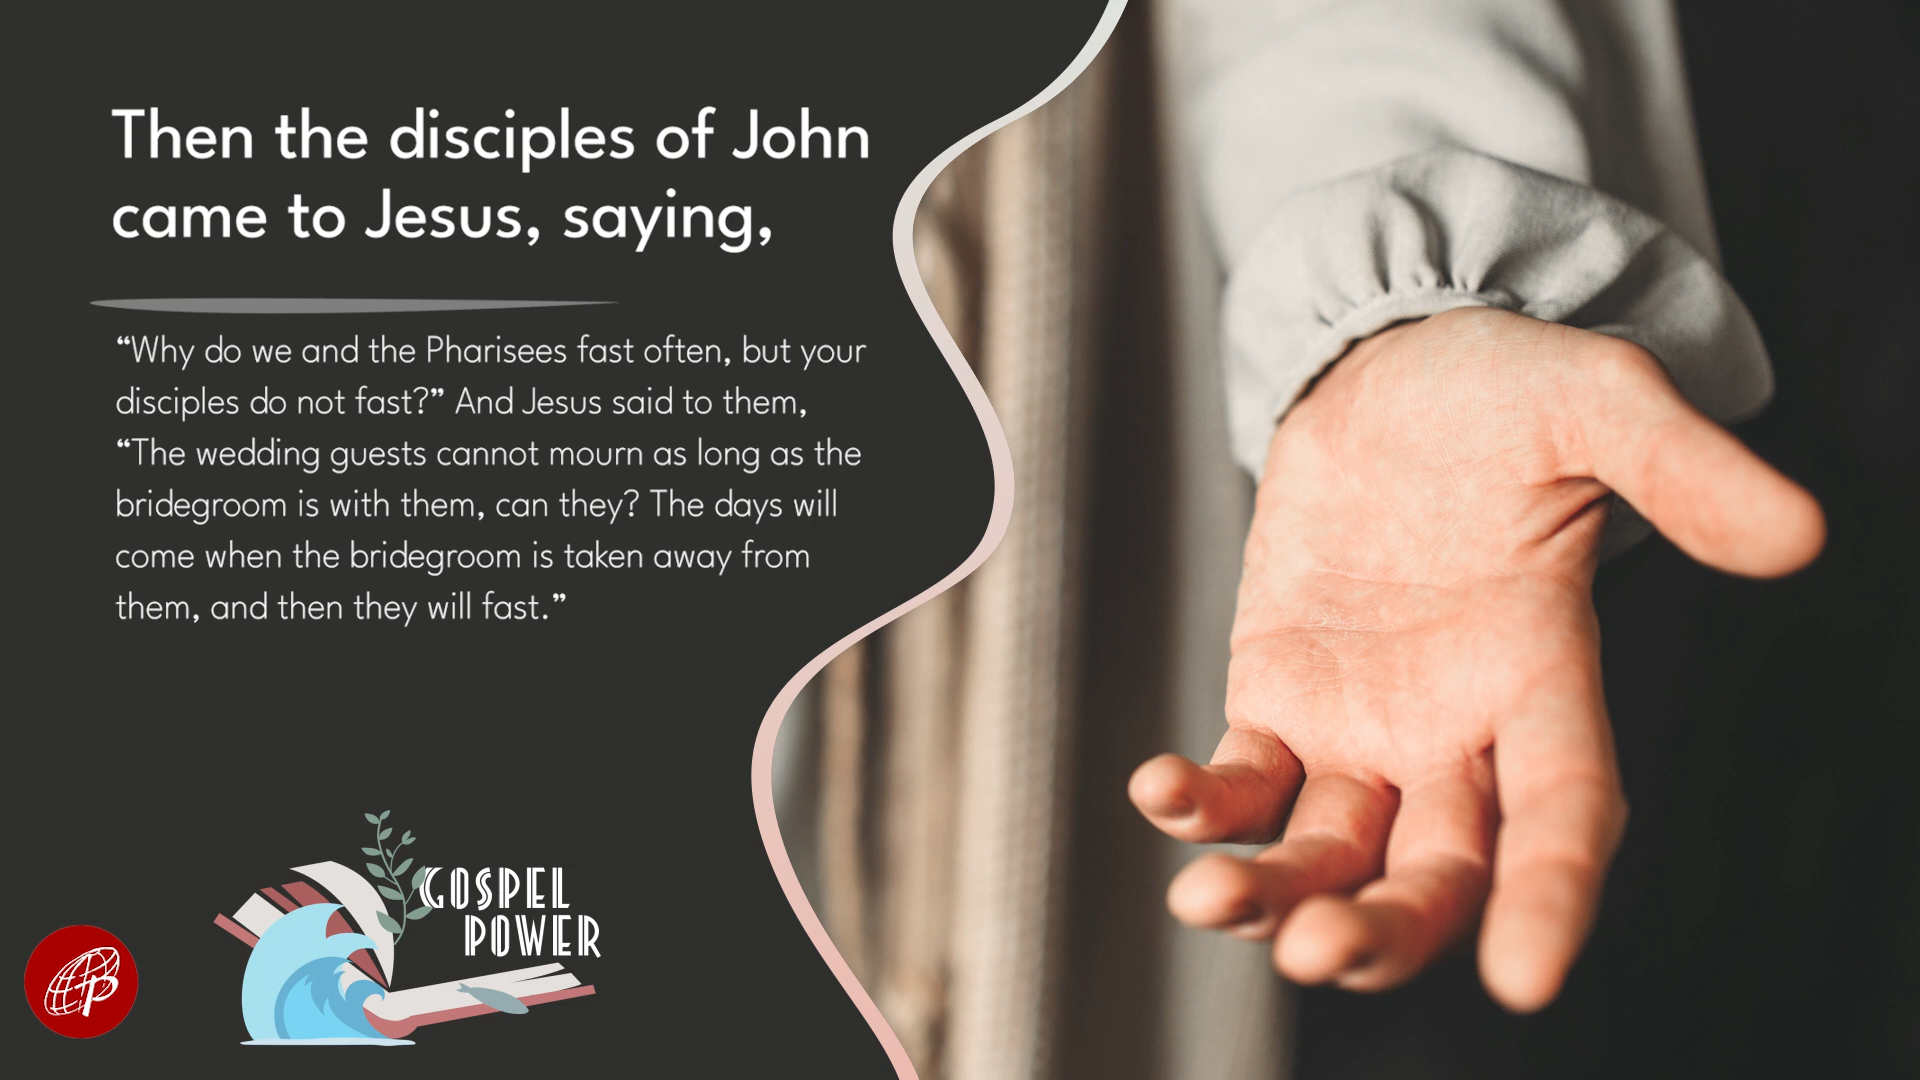 Then the disciples of John
came to Jesus, saying,
“Why do we and the Pharisees fast often, but your
disciples do not fast?” And Jesus said to them,
“The wedding guests cannot mourn as long as the
bridegroom is with them, can they? The days will
come when the bridegroom is taken away from
them, and then they will fast.”
GOSPEL
POWER